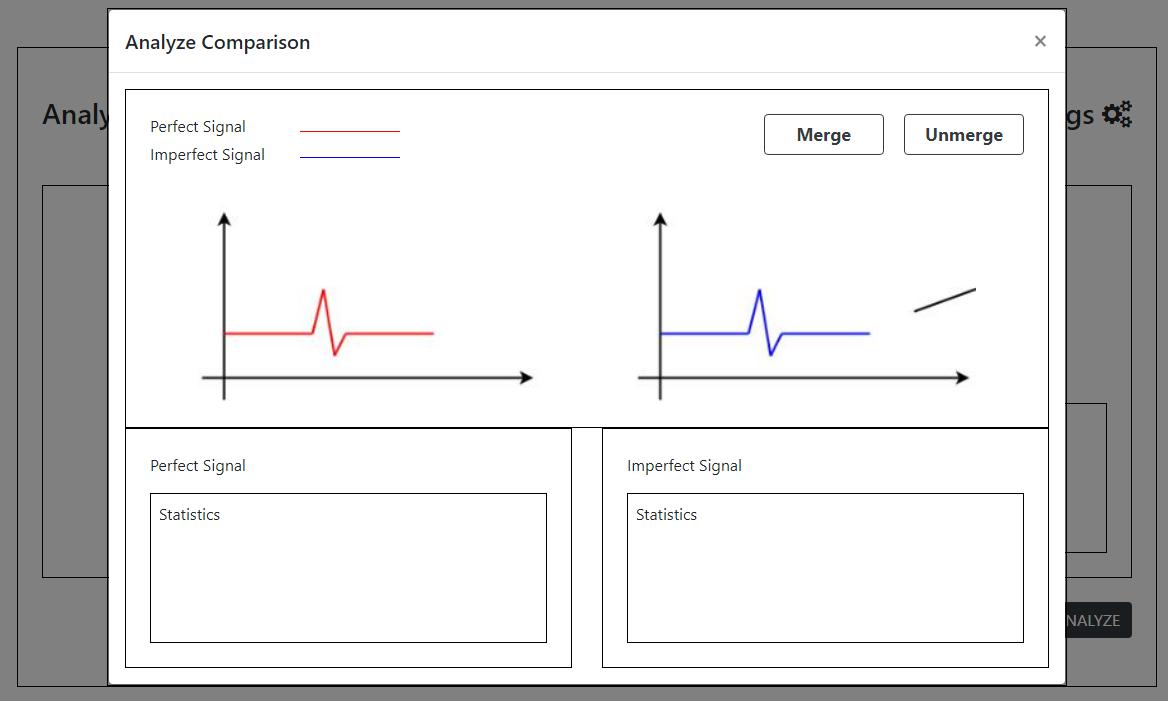 Analyze Comparison
×
Analy
gs
Perfect Signal
Imperfect Signal
Merge
Unmerge
Perfect Signal
Statistics
Imperfect Signal
Statistics
NALYZE